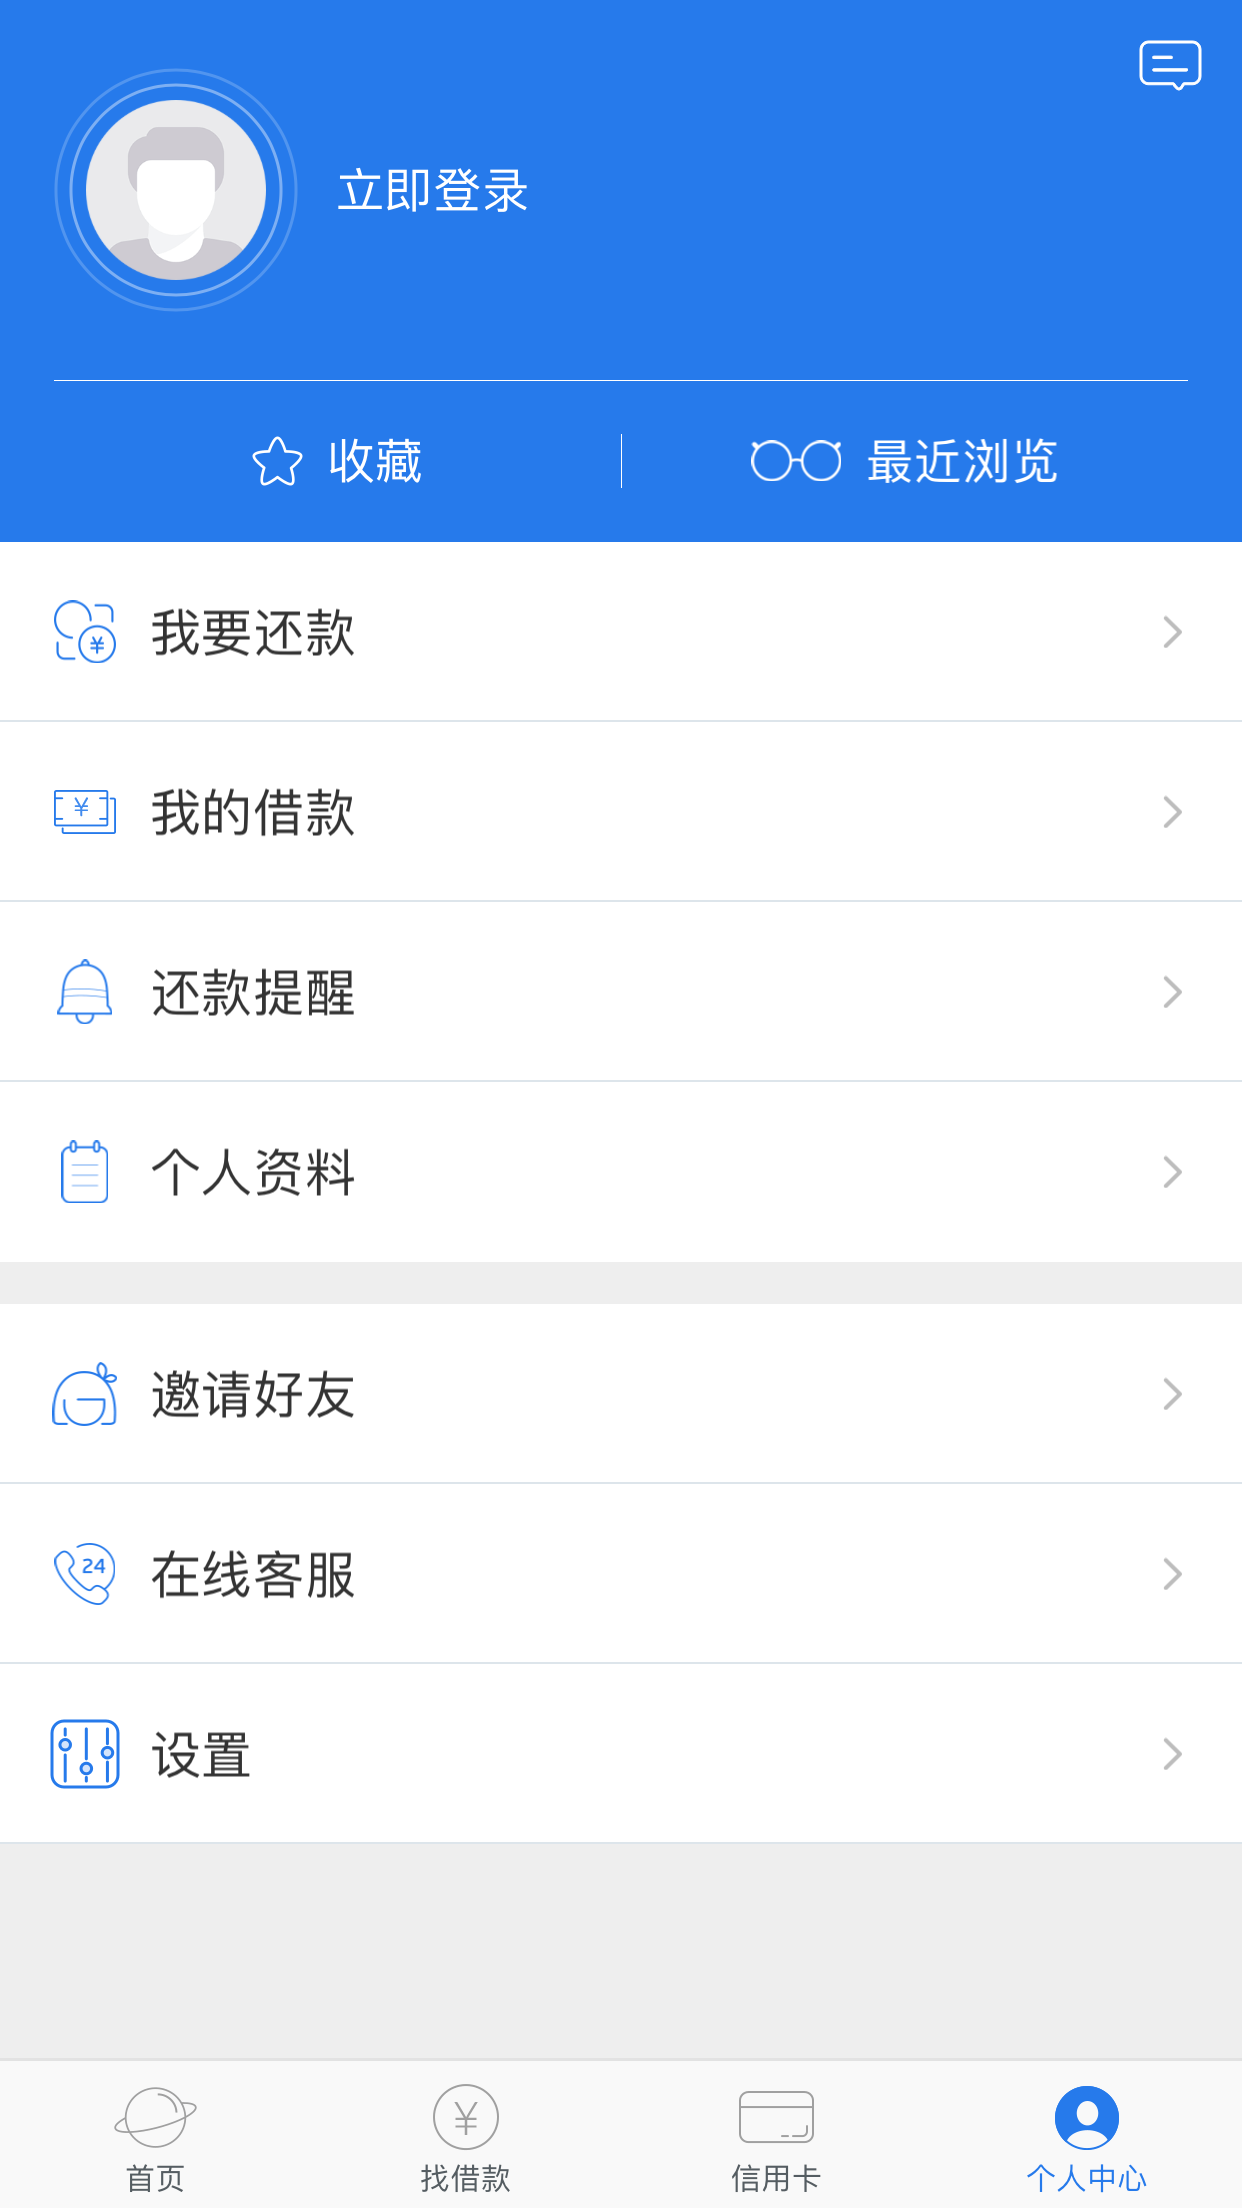 立即登录
收藏
最近浏览
我要还款
我的借款
还款提醒
个人资料
邀请好友
24
在线客服
设置
首页
找借款
信用卡
个人中心